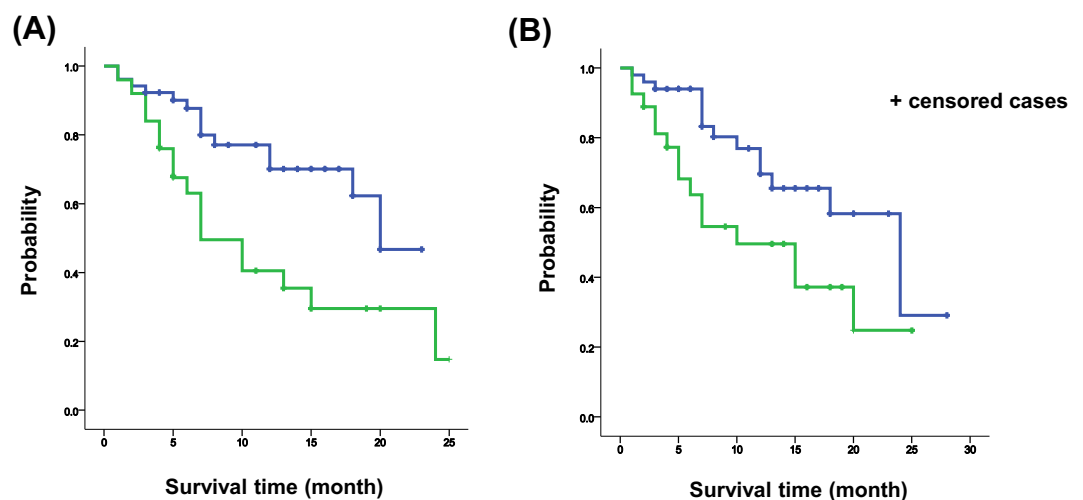 (A)
1.0
0.8
0.6
0.4
0.2
0.0
Probability
0 5 10 15 20 25
Survival time (month)
(B)
1.0
0.8
0.6
0.4
0.2
0.0
Probability
0 5 10 15 20 25 30
Survival time (month)
+ censored cases